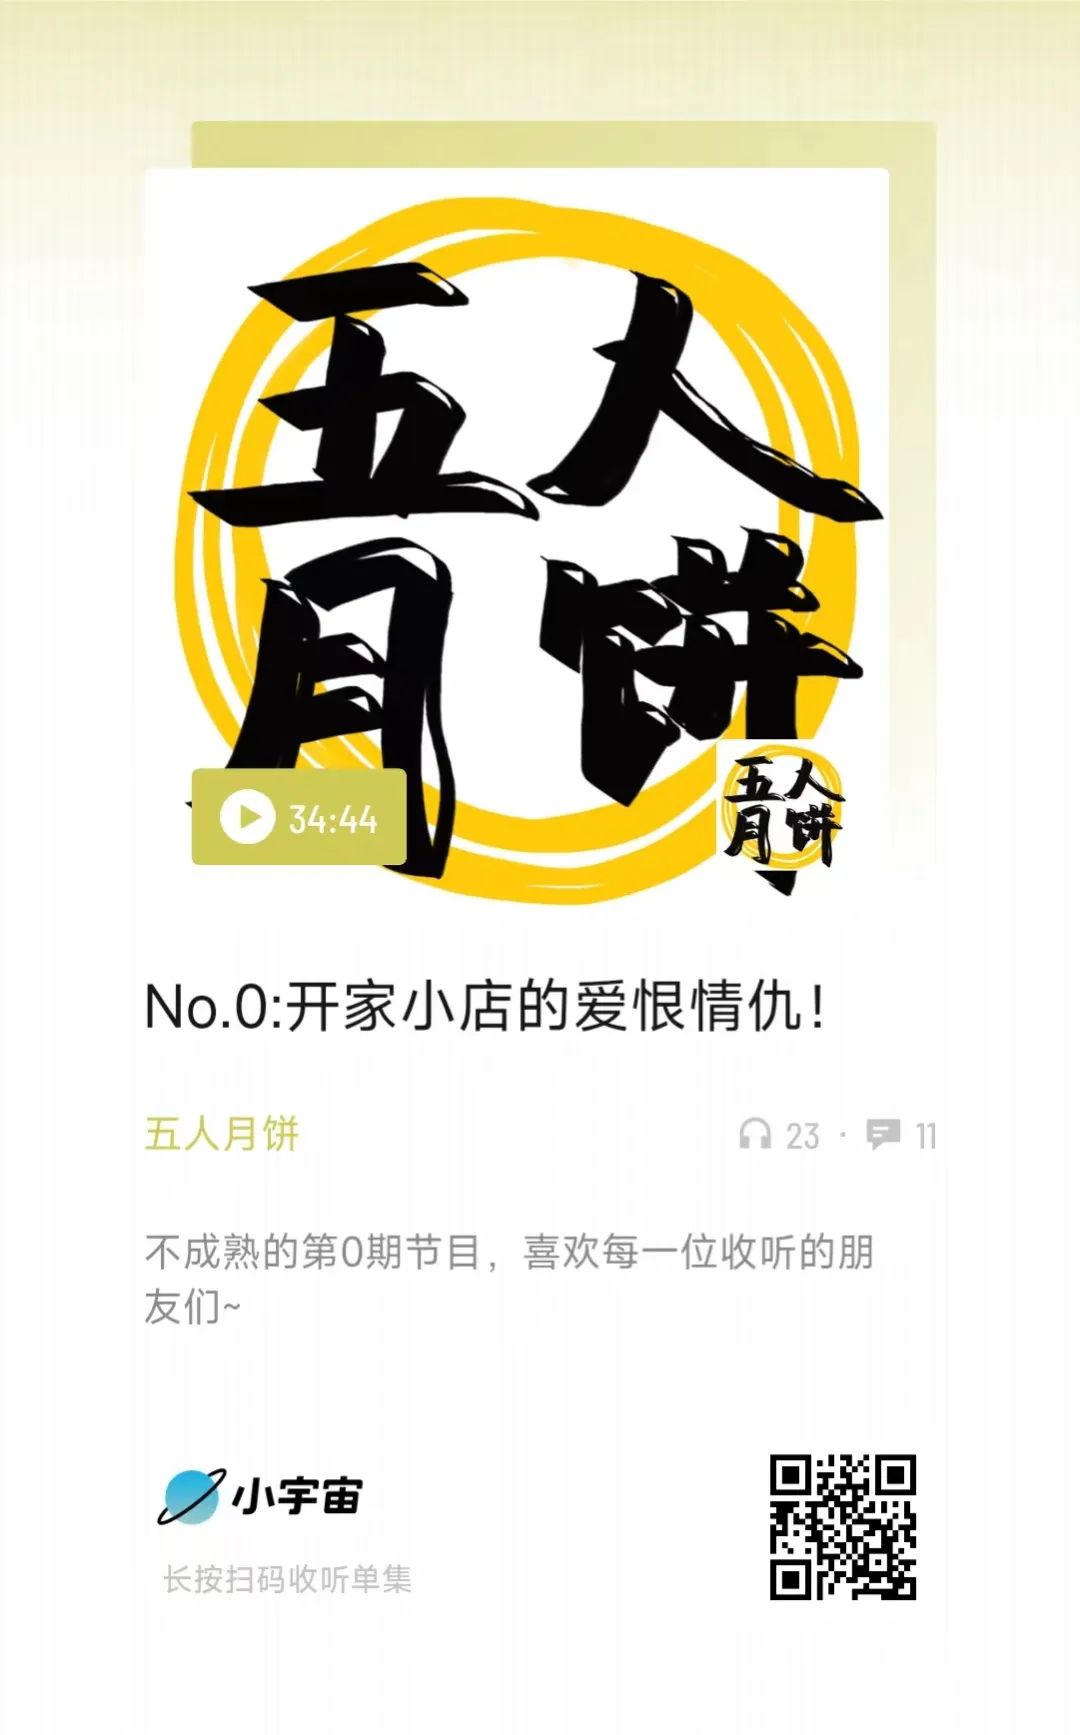 五人
月饼
34:44
五人
月饼
No.0:开家小店的爱恨情仇!
五人月饼
23 · 11
不成熟的第0期节目，喜欢每一位收听的朋
友们~
小宇宙
长按扫码收听单集